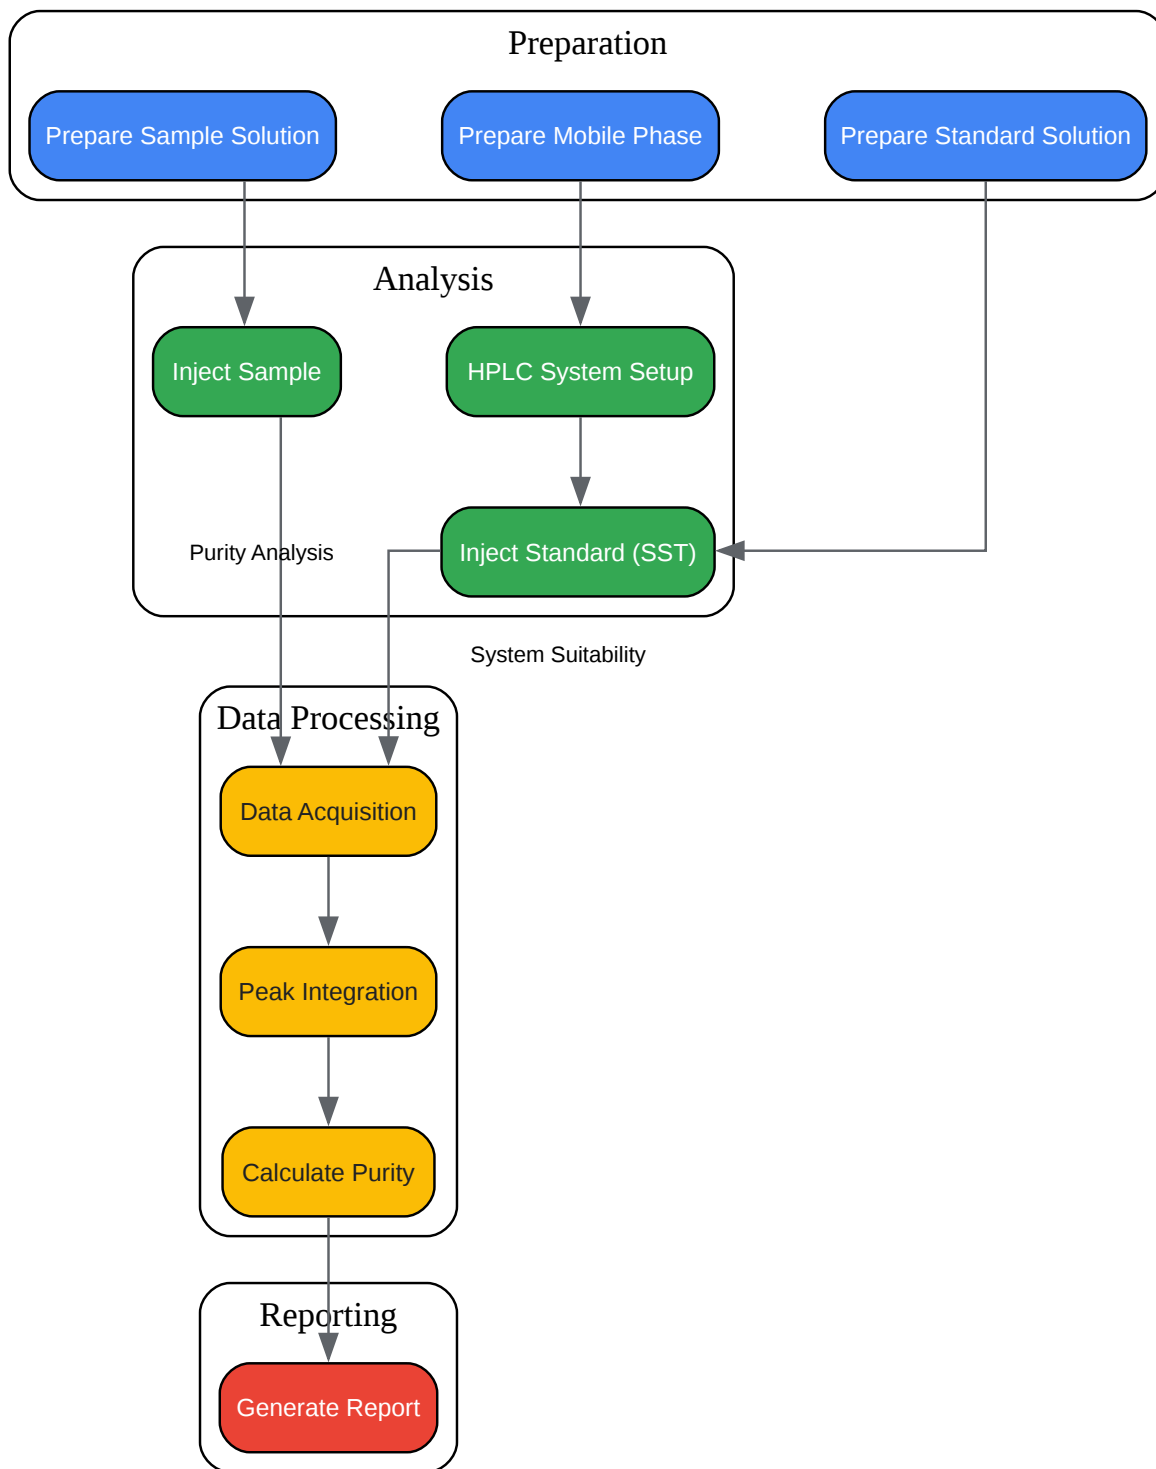 Preparation
Prepare Sample Solution
Prepare Mobile Phase
Prepare Standard Solution
Analysis
Inject Sample
HPLC System Setup
Purity Analysis
Inject Standard (SST)
System Suitability
Data Processing
Data Acquisition
Peak Integration
Calculate Purity
Reporting
Generate Report